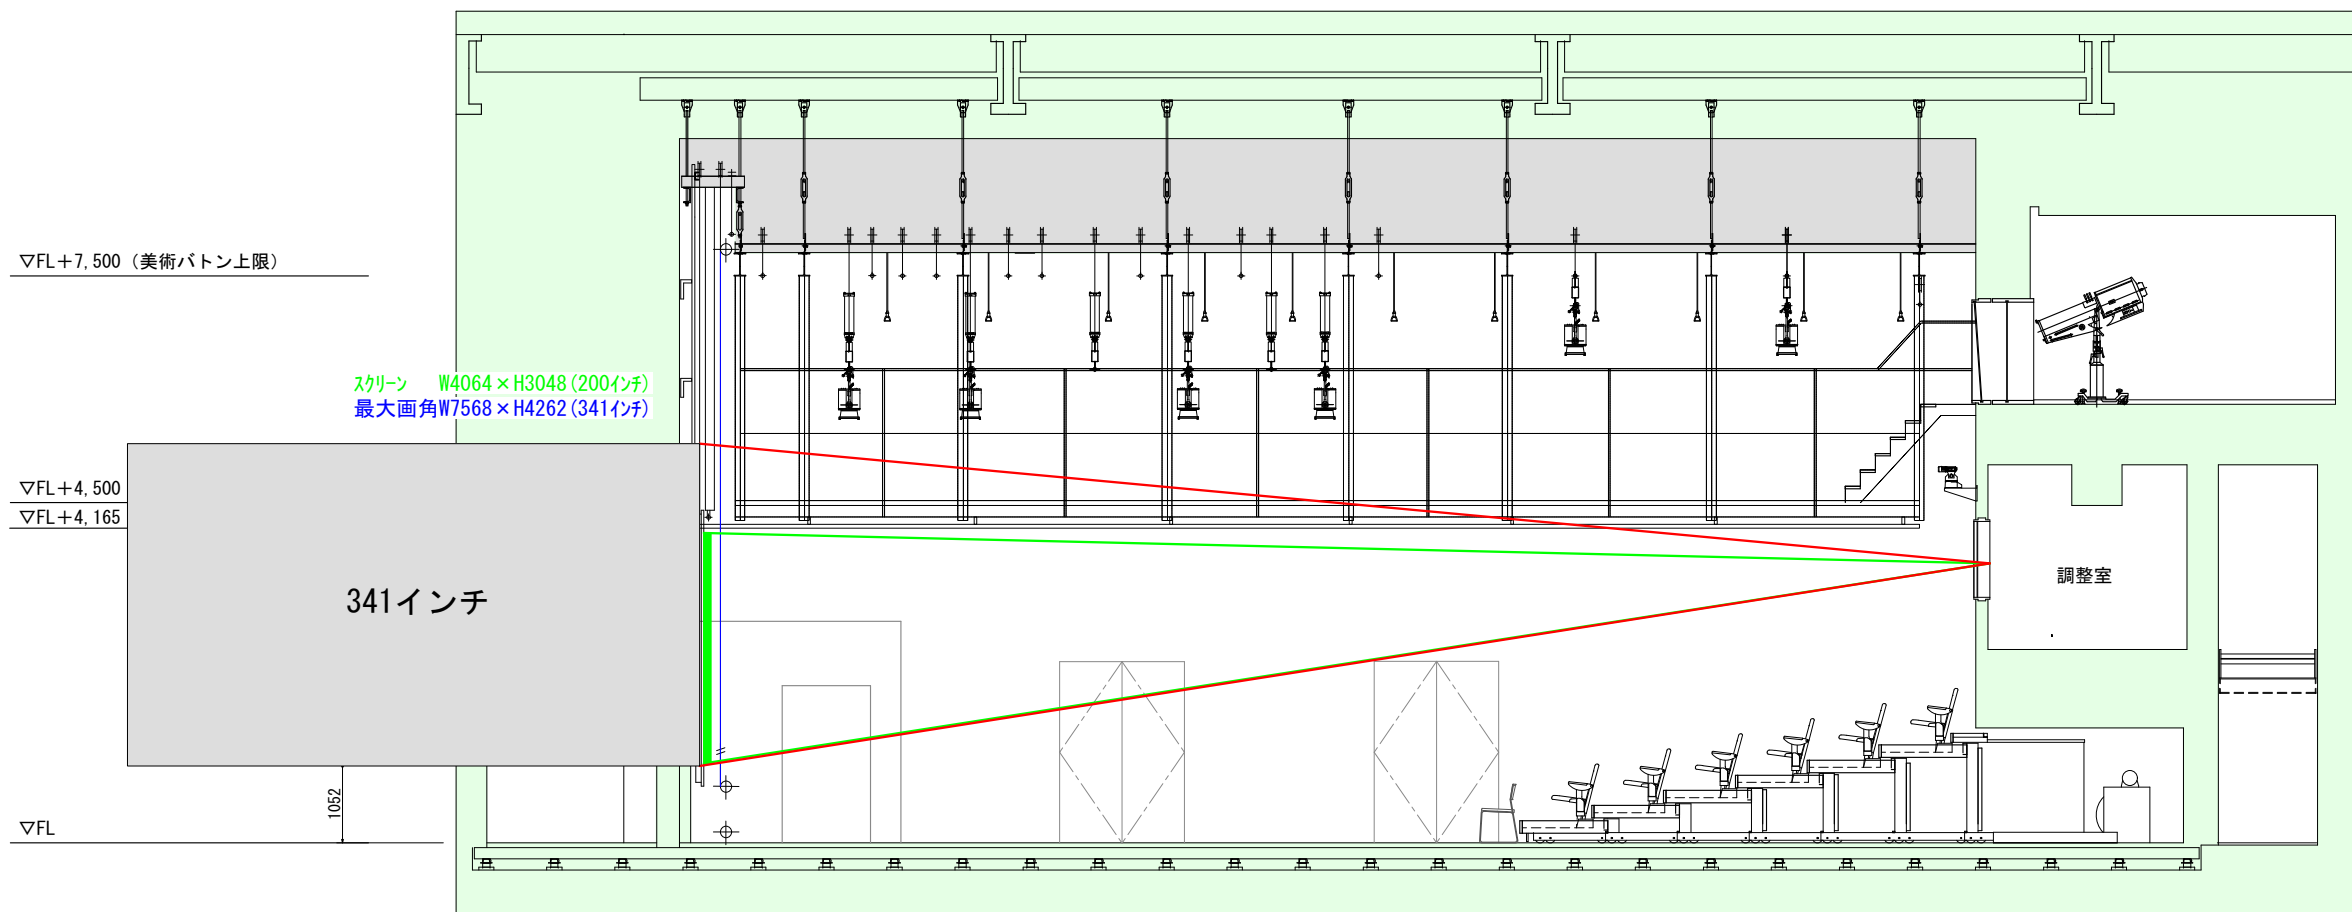 ▽FL+7,500 (美術バトン上限)
スクリーン W4064×H3048(200インチ)
最大画角W7568×H4262(341インチ)
▽FL+4,500
▽FL+4,165
341インチ
調整室
1052
▽FL